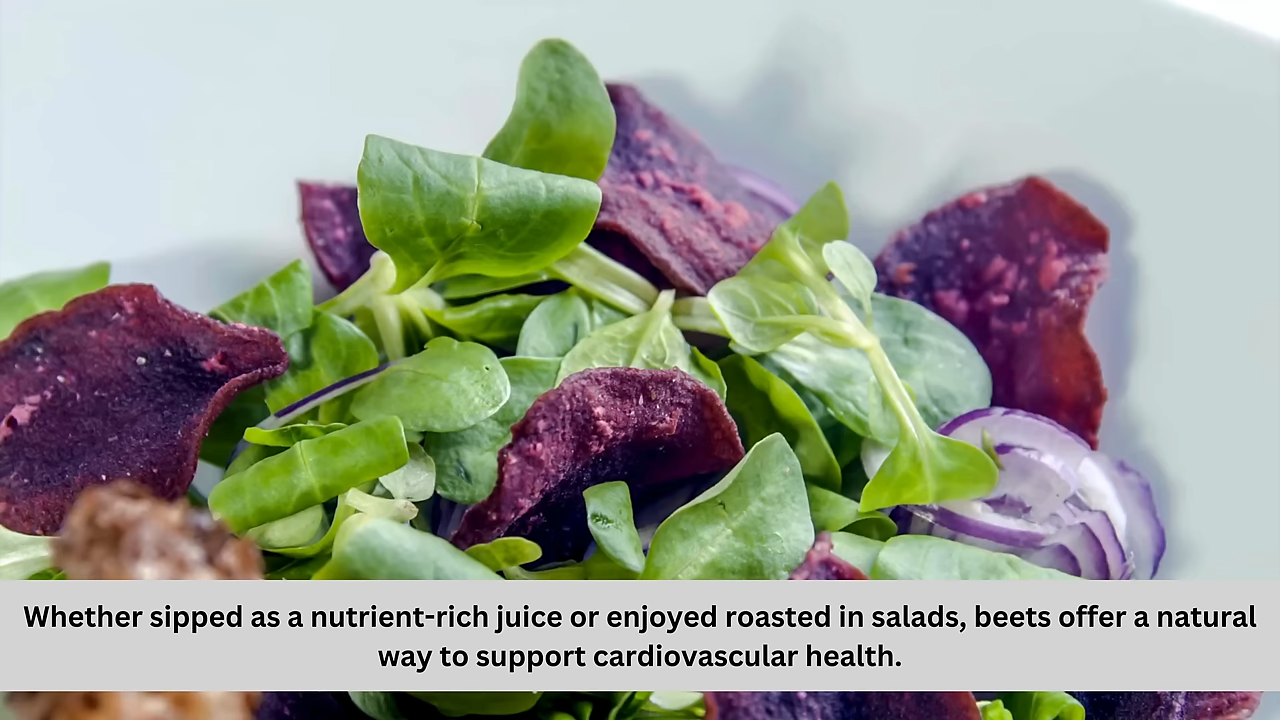 Whether sipped as a nutrient-rich juice or enjoyed roasted in salads, beets offer a natural
way to support cardiovascular health.